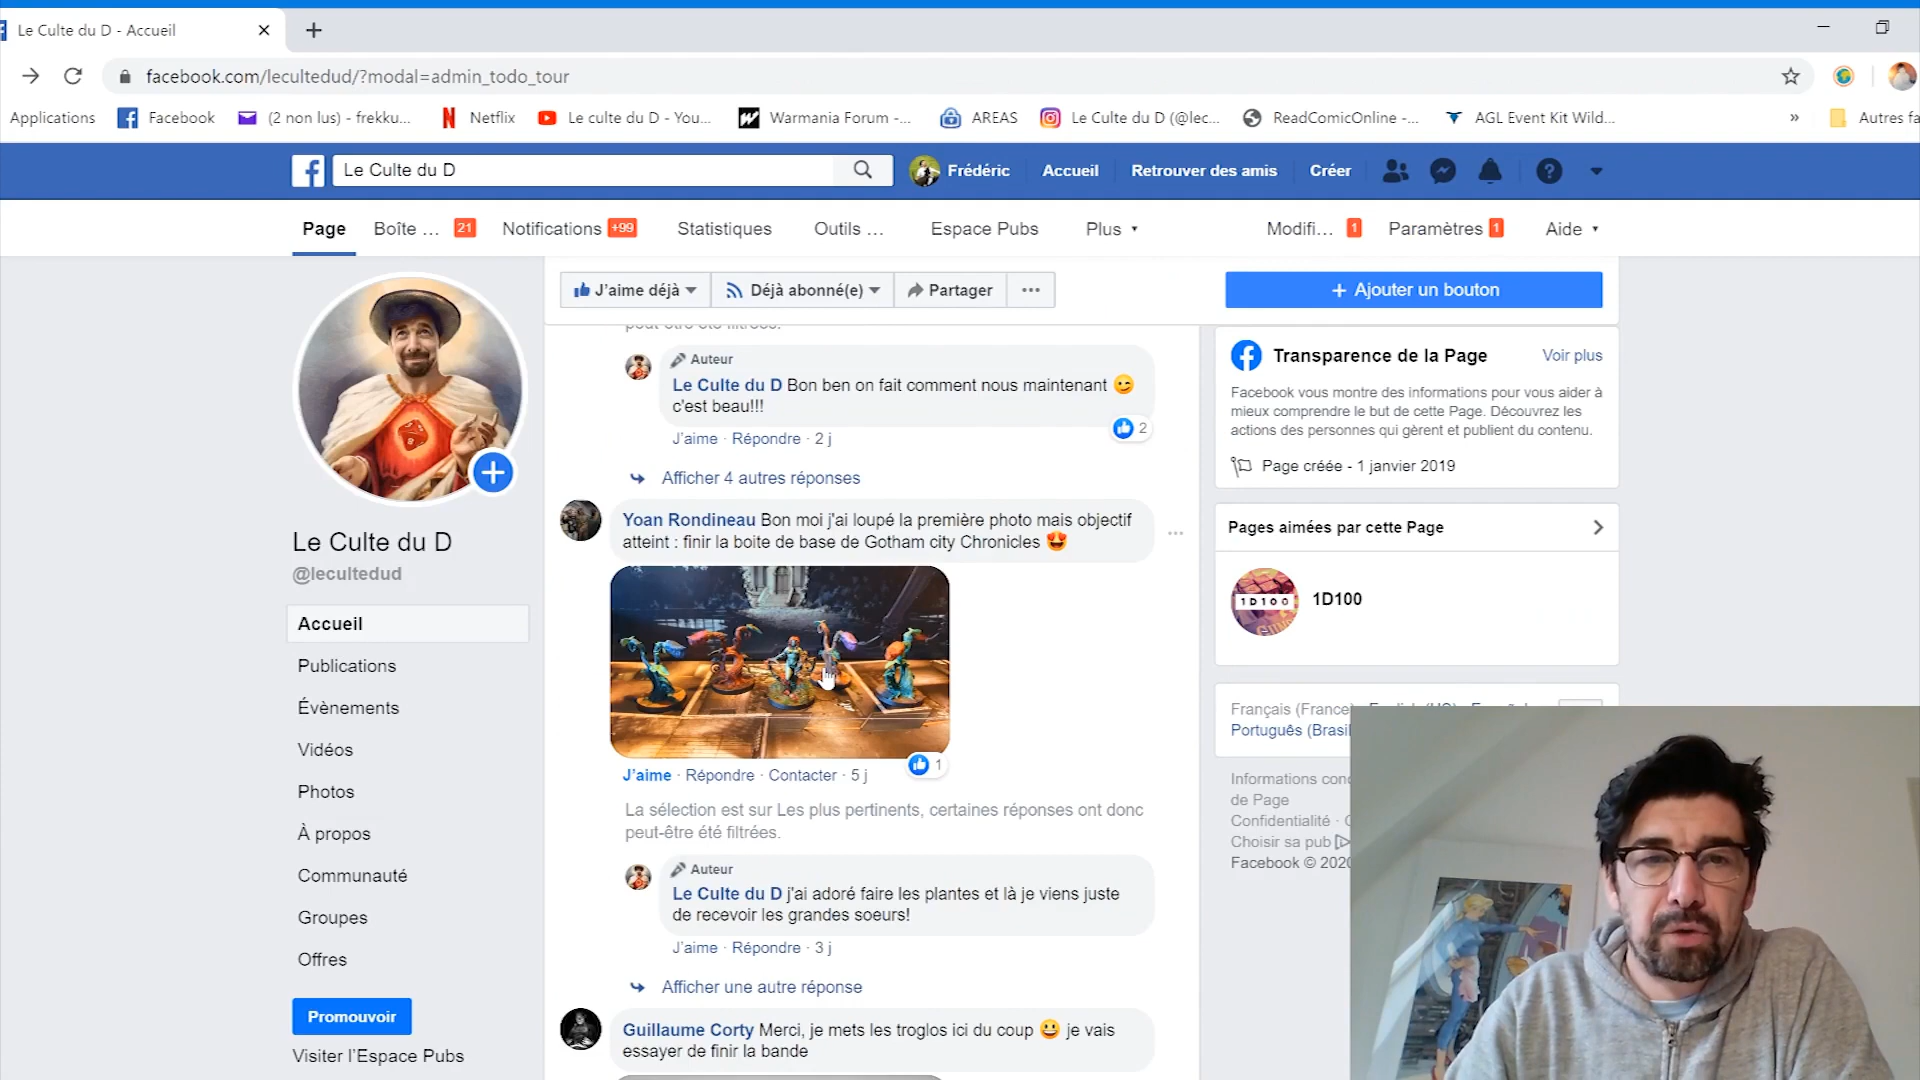 Le Culte du D - Accueil
facebook.com/lecultedud/?modal=admin_todo_tour
Applications
Facebook
(2 non lus) - frekku...
Netflix
Le culte du D - You...
Warmania Forum -...
AREAS
Le Culte du D (@lec...
ReadComicOnline -...
AGL Event Kit Wild...
»
Autres fa
Le Culte du D
Frédéric
Accueil
Retrouver des amis
Créer
Page
Boîte ...
21
Notifications
+99
Statistiques
Outils ...
Espace Pubs
Plus
Modifi...
1
Paramètres
1
Aide
J'aime déjà
Déjà abonné(e)
Partager
+ Ajouter un bouton
Le Culte du D
@lecultedud
Accueil
Publications
Évènements
Vidéos
Photos
À propos
Communauté
Groupes
Offres
Promouvoir
Visiter l'Espace Pubs
peut-être été filtrées.
Auteur
Le Culte du D Bon ben on fait comment nous maintenant 😉
c'est beau!!!
J'aime · Répondre · 2 j
2
Afficher 4 autres réponses
Yoan Rondineau Bon moi j'ai loupé la première photo mais objectif
atteint : finir la boite de base de Gotham city Chronicles 😍
J'aime · Répondre · Contacter · 5 j
1
La sélection est sur Les plus pertinents, certaines réponses ont donc
peut-être été filtrées.
Auteur
Le Culte du D j'ai adoré faire les plantes et là je viens juste
de recevoir les grandes soeurs!
J'aime · Répondre · 3 j
Afficher une autre réponse
Guillaume Corty Merci, je mets les troglos ici du coup 😀 je vais
essayer de finir la bande
Transparence de la Page
Voir plus
Facebook vous montre des informations pour vous aider à
mieux comprendre le but de cette Page. Découvrez les
actions des personnes qui gèrent et publient du contenu.
Page créée - 1 janvier 2019
Pages aimées par cette Page
1D100
1D100
Français (France)
Português (Brasil
Informations con
de Page
Confidentialité ·
Choisir sa pub
Facebook © 2020